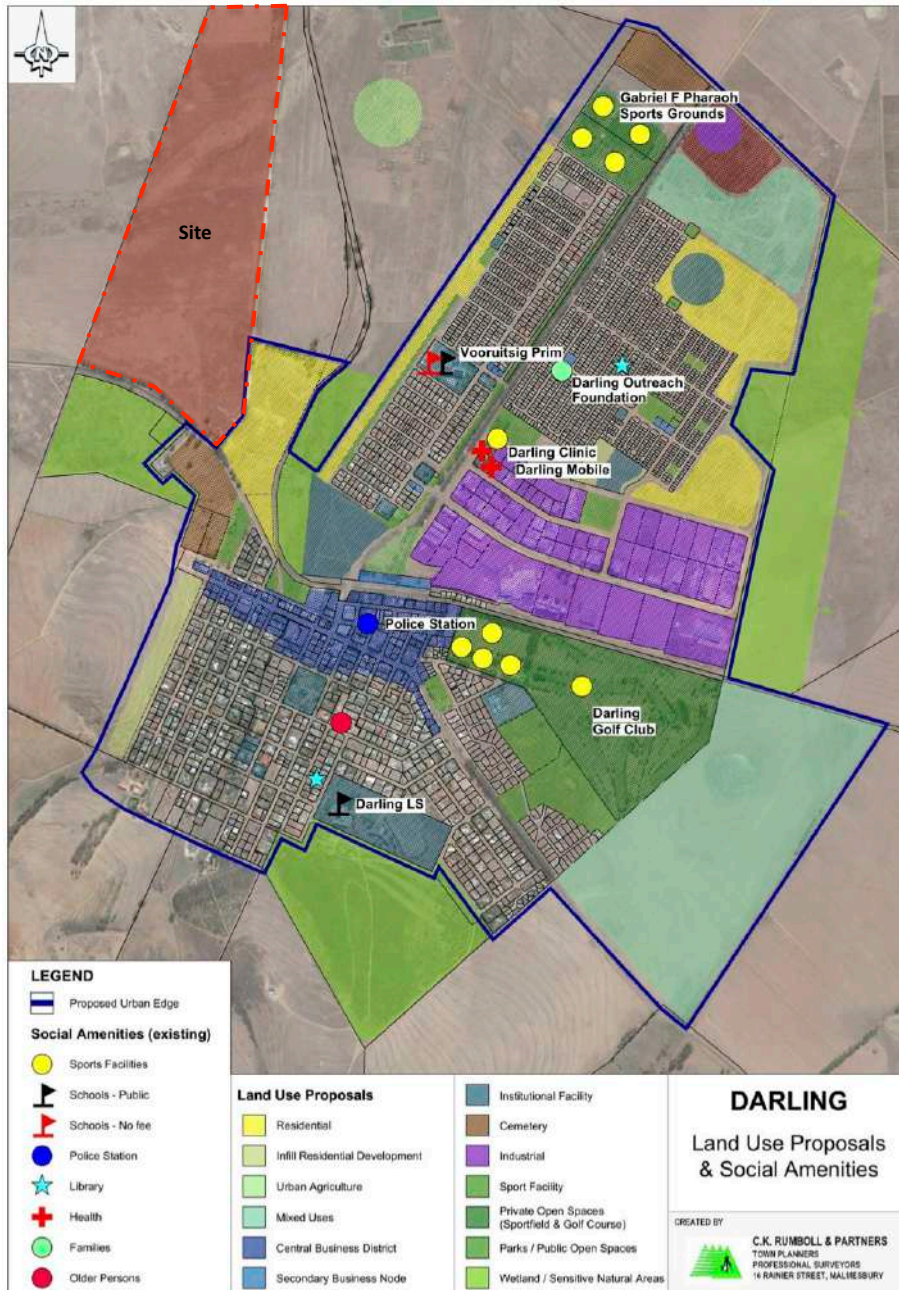 N
Site
Gabriel F Pharaoh
Sports Grounds
Vooruitsig Prim
Darling Outreach
Foundation
Darling Clinic
Darling Mobile
Police Station
Darling
Golf Club
Darling LS
LEGEND
Proposed Urban Edge
Social Amenities (existing)
Sports Facilities
Schools - Public
Schools - No fee
Police Station
Library
Health
Families
Older Persons
Land Use Proposals
Residential
Infill Residential Development
Urban Agriculture
Mixed Uses
Central Business District
Secondary Business Node
Institutional Facility
Cemetery
Industrial
Sport Facility
Private Open Spaces
(Sportfield & Golf Course)
Parks / Public Open Spaces
Wetland / Sensitive Natural Areas
DARLING
Land Use Proposals
& Social Amenities
CREATED BY
C.K. RUMBOLL & PARTNERS
TOWN PLANNERS
PROFESSIONAL SURVEYORS
16 RAINIER STREET, MALMESBURY